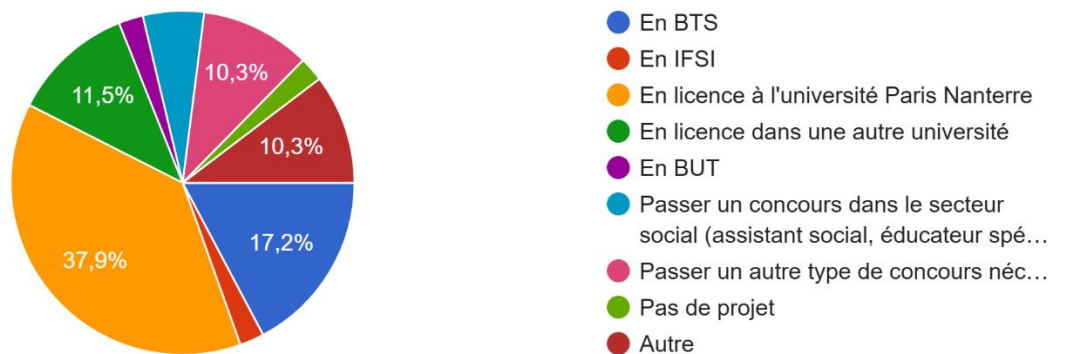 10,3%
11,5%
10,3%
17,2%
37,9%
En BTS
En IFSI
En licence à l'université Paris Nanterre
En licence dans une autre université
En BUT
Passer un concours dans le secteur
social (assistant social, éducateur spé…
Passer un autre type de concours néc…
Pas de projet
Autre